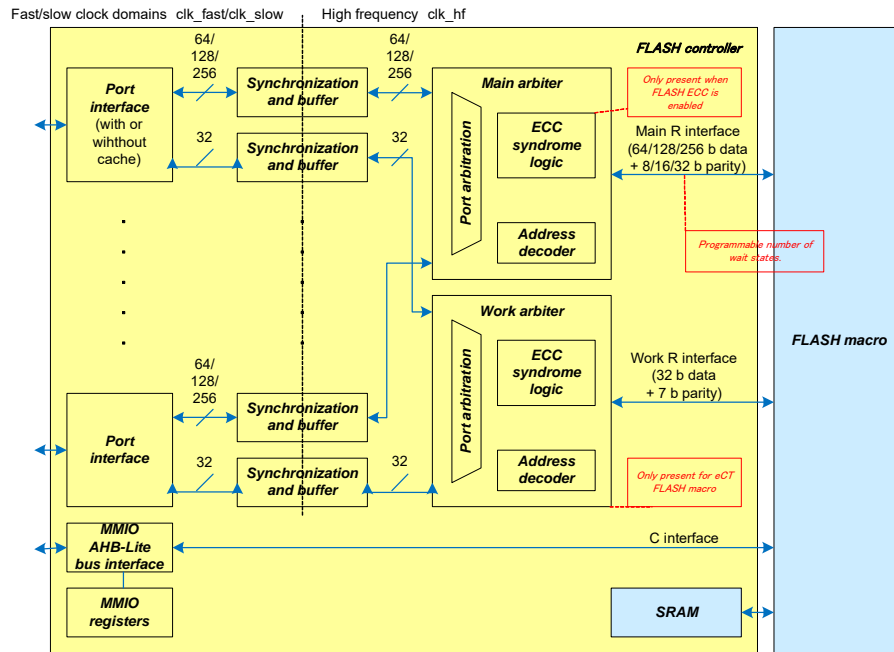 Fast/slow clock domains clk_fast/clk_slow
High frequency clk_hf
64/
128/
256
64/
128/
256
FLASH controller
Port
interface
(with or
wihthout
cache)
Synchronization
and buffer
Main arbiter
Only present when
FLASH ECC is
enabled
32
Synchronization
and buffer
32
Port arbitration
ECC
syndrome
logic
Main R interface
(64/128/256 b data
+ 8/16/32 b parity)
Address
decoder
Programmable number of
wait states.
Work arbiter
FLASH macro
64/
128/
256
Port
interface
Synchronization
and buffer
Port arbitration
ECC
syndrome
logic
Work R interface
(32 b data
+ 7 b parity)
32
Synchronization
and buffer
32
Address
decoder
Only present for eCT
FLASH macro
MMIO
AHB-Lite
bus interface
C interface
MMIO
registers
SRAM